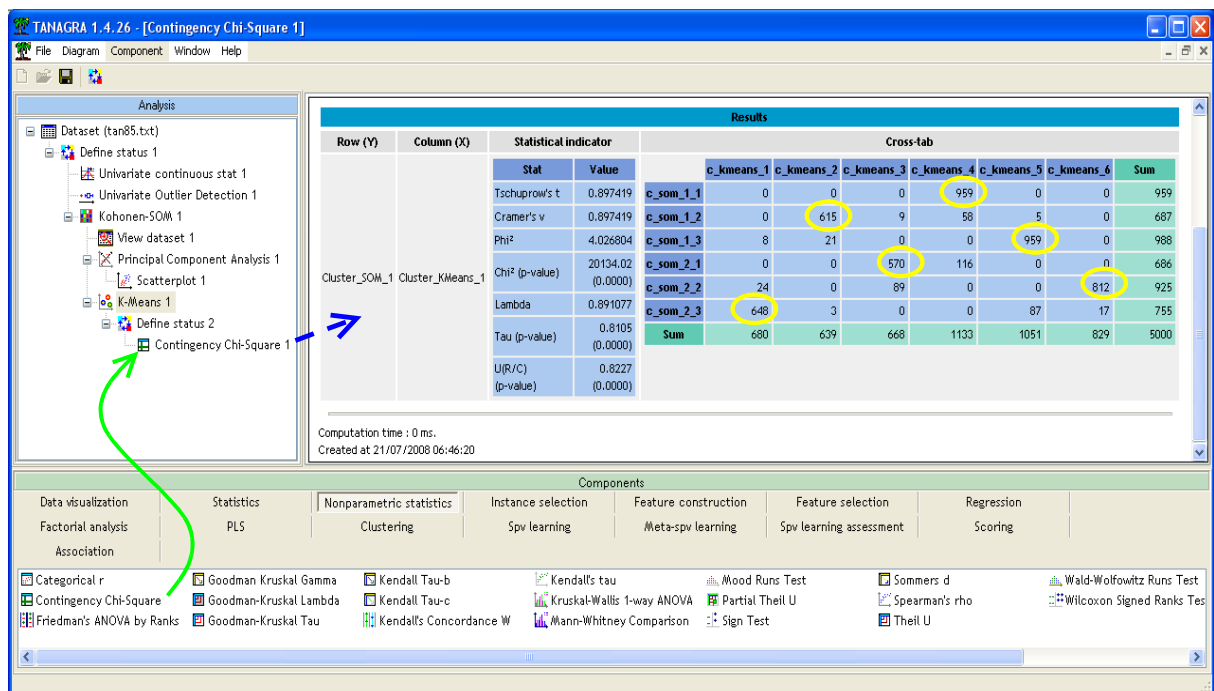 TANAGRA 1.4.26 - [Contingency Chi-Square 1]
File Diagram Component Window Help
Analysis
Dataset (tan85.txt)
Define status 1
Univariate continuous stat 1
Univariate Outlier Detection 1
Kohonen-SOM 1
View dataset 1
Principal Component Analysis 1
Scatterplot 1
K-Means 1
Define status 2
Contingency Chi-Square 1
Results
Row (Y) Column (X) Statistical indicator Cross-tab
Cluster_SOM_1 Cluster_KMeans_1
Stat Value
Tschuprow's t 0.897419
Cramer's v 0.897419
Phi² 4.026804
Chi² (p-value) 20134.02 (0.0000)
Lambda 0.891077
Tau (p-value) 0.8105 (0.0000)
U(R/C) (p-value) 0.8227 (0.0000)
c_kmeans_1 c_kmeans_2 c_kmeans_3 c_kmeans_4 c_kmeans_5 c_kmeans_6 Sum
c_som_1_1 0 0 0 959 0 0 959
c_som_1_2 0 615 9 58 5 0 687
c_som_1_3 8 21 0 0 959 0 988
c_som_2_1 0 0 570 116 0 0 686
c_som_2_2 24 0 89 0 0 812 925
c_som_2_3 648 3 0 0 87 17 755
Sum 680 639 668 1133 1051 829 5000
Computation time : 0 ms.
Created at 21/07/2008 06:46:20
Components
Data visualization Statistics Nonparametric statistics Instance selection Feature construction Feature selection Regression
Factorial analysis PLS Clustering Spv learning Meta-spv learning Spv learning assessment Scoring
Association
Categorical r Goodman Kruskal Gamma Kendall Tau-b Kendall's tau Mood Runs Test Sommers d Wald-Wolfowitz Runs Test
Contingency Chi-Square Goodman-Kruskal Lambda Kendall Tau-c Kruskal-Wallis 1-way ANOVA Partial Theil U Spearman's rho Wilcoxon Signed Ranks Tes
Friedman's ANOVA by Ranks Goodman-Kruskal Tau Kendall's Concordance W Mann-Whitney Comparison Sign Test Theil U